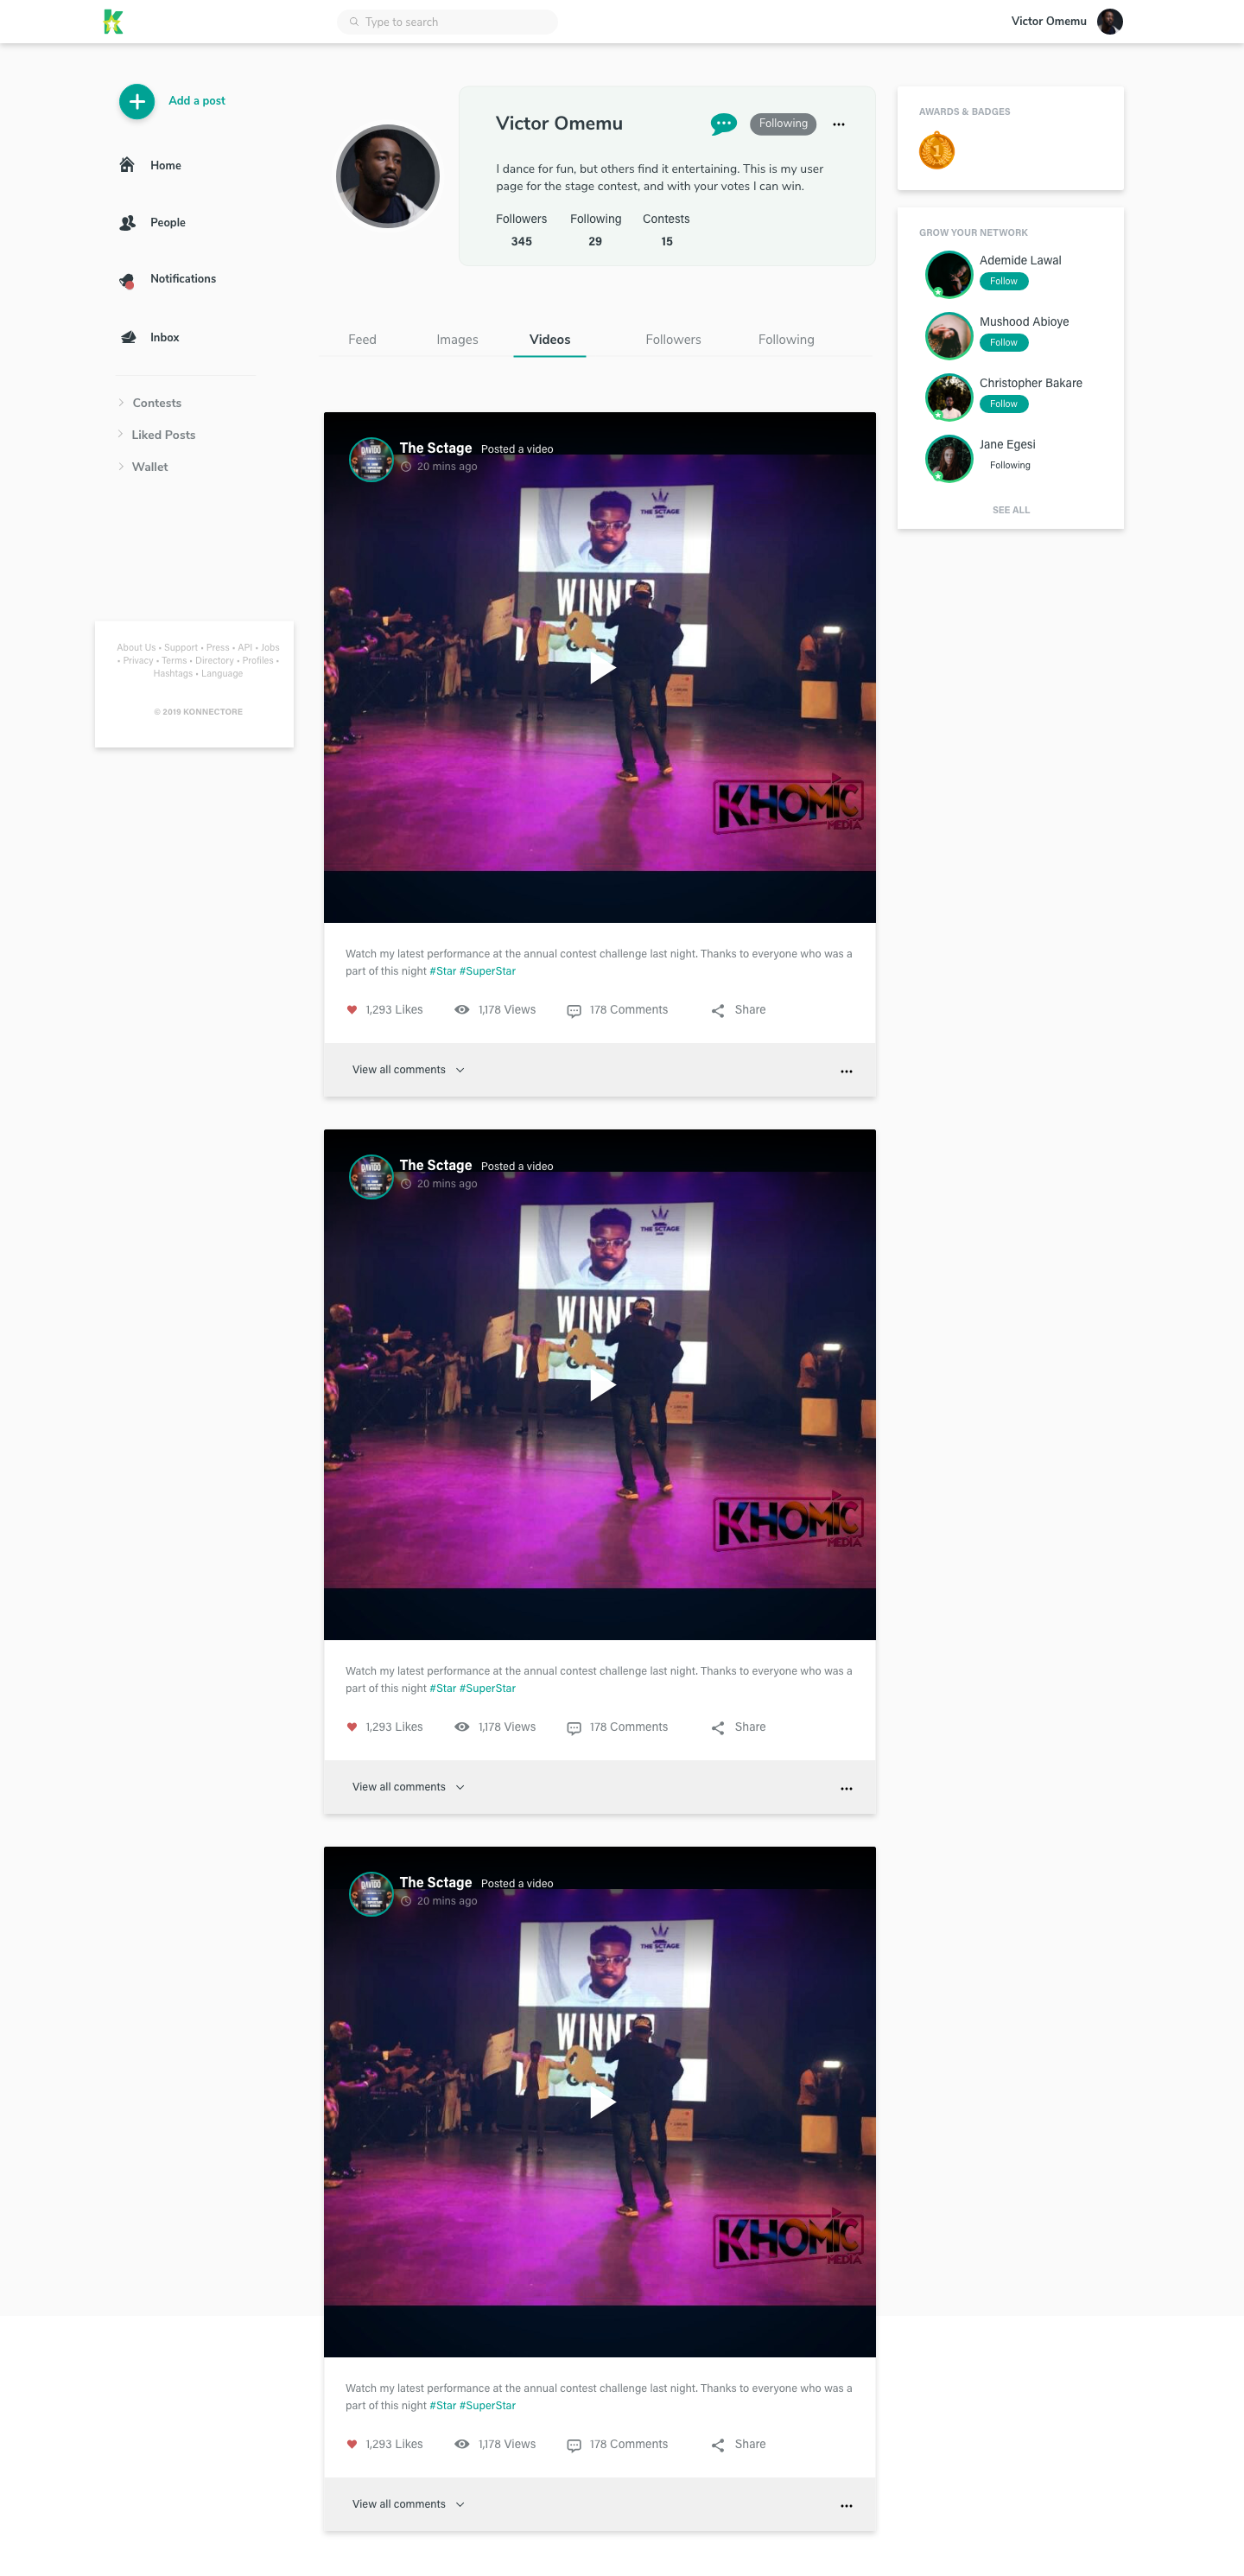 Type to search
Victor Omemu
Add a post
Home
People
Notifications
Inbox
Contests
Liked Posts
Wallet
About Us • Support • Press • API • Jobs
• Privacy • Terms • Directory • Profiles •
Hashtags • Language
© 2019 KONNECTORE
Victor Omemu
Following
I dance for fun, but others find it entertaining. This is my user
page for the stage contest, and with your votes I can win.
Followers Following Contests
345 29 15
Feed Images Videos Followers Following
AWARDS & BADGES
1
GROW YOUR NETWORK
Ademide Lawal
Follow
Mushood Abioye
Follow
Christopher Bakare
Follow
Jane Egesi
Following
SEE ALL
The Sctage Posted a video
20 mins ago
DAVIDO
THE SCTAGE
WINNER
KHOMIC
MEDIA
Watch my latest performance at the annual contest challenge last night. Thanks to everyone who was a
part of this night #Star #SuperStar
1,293 Likes 1,178 Views 178 Comments Share
View all comments
The Sctage Posted a video
20 mins ago
DAVIDO
THE SCTAGE
WINNER
KHOMIC
MEDIA
Watch my latest performance at the annual contest challenge last night. Thanks to everyone who was a
part of this night #Star #SuperStar
1,293 Likes 1,178 Views 178 Comments Share
View all comments
The Sctage Posted a video
20 mins ago
DAVIDO
THE SCTAGE
WINNER
KHOMIC
MEDIA
Watch my latest performance at the annual contest challenge last night. Thanks to everyone who was a
part of this night #Star #SuperStar
1,293 Likes 1,178 Views 178 Comments Share
View all comments